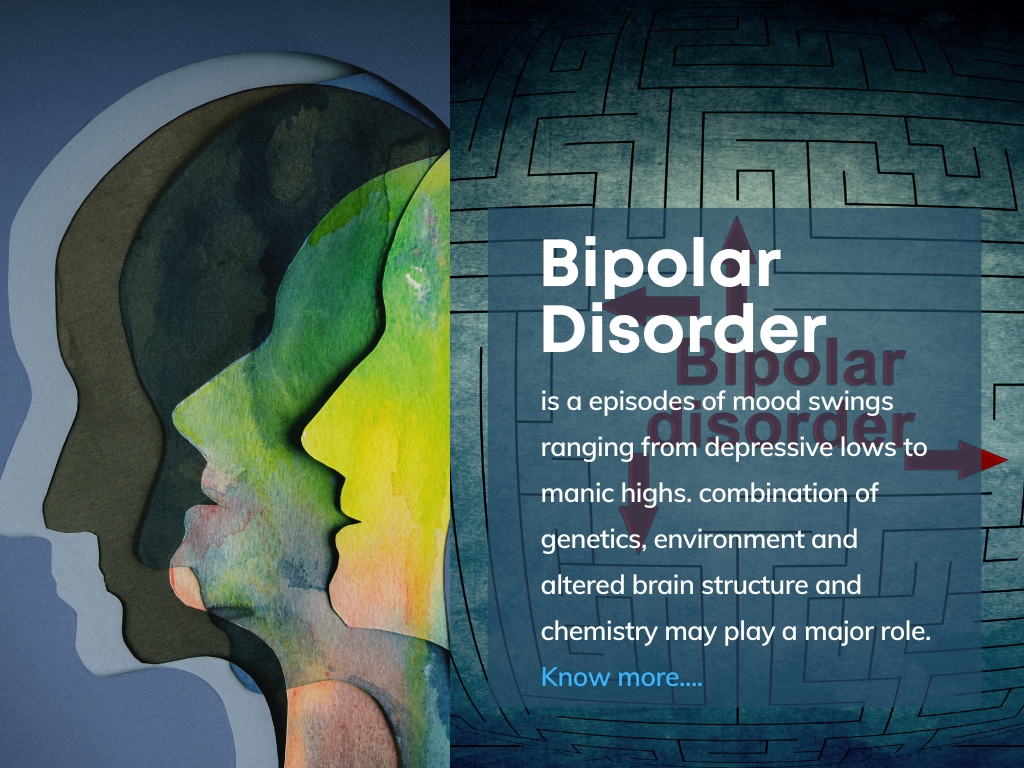 Bipolar
Disorder
Bipolar
disorder
is a episodes of mood swings
ranging from depressive lows to
manic highs. combination of
genetics, environment and
altered brain structure and
chemistry may play a major role.
Know more....